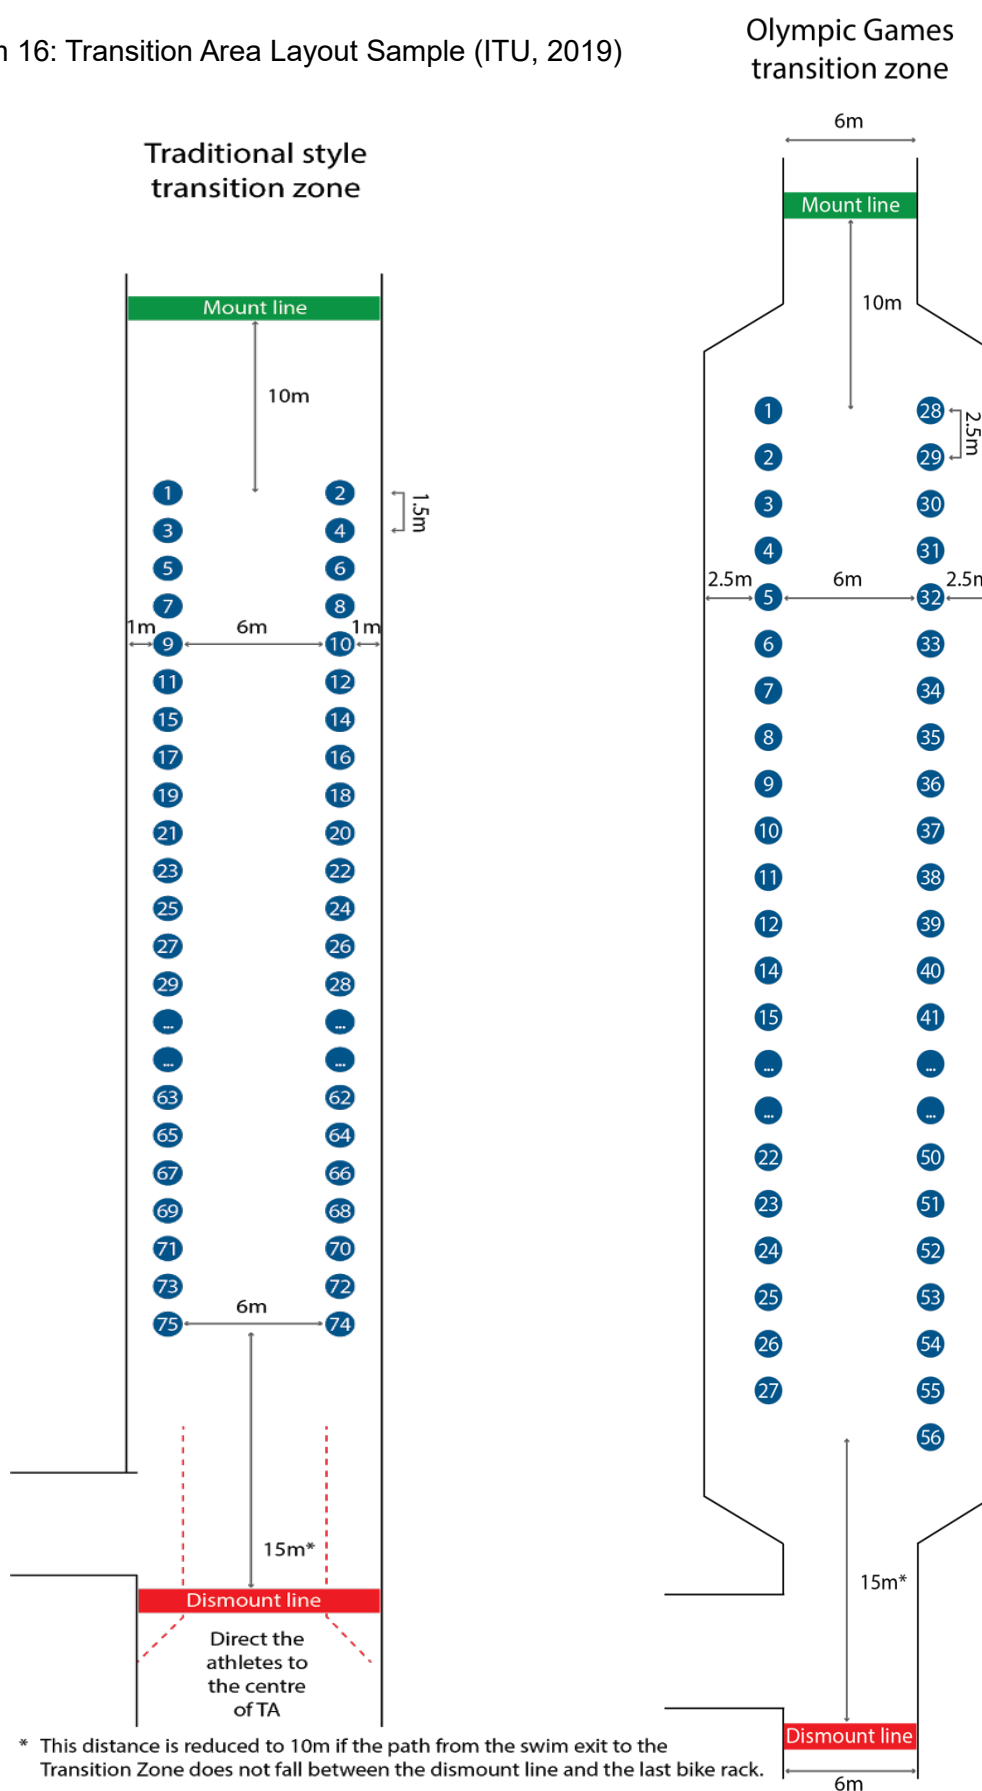 16: Transition Area Layout Sample (ITU, 2019)
Olympic Games
transition zone
Traditional style
transition zone
Mount line
10m
1 2
1.5m
3 4
5 6
7 8
1m 6m 1m
9 10
11 12
15 14
17 16
19 18
21 20
23 22
25 24
27 26
29 28
... ...
... ...
63 62
65 64
67 66
69 68
71 70
73 72
6m
75 74
15m*
Dismount line
Direct the
athletes to
the centre
of TA
6m
Mount line
10m
1 28
2.5m
2 29
3 30
4 31
2.5m 6m 2.5m
5 32
6 33
7 34
8 35
9 36
10 37
11 38
12 39
14 40
15 41
... ...
... ...
22 50
23 51
24 52
25 53
26 54
27 55
56
15m*
Dismount line
6m
* This distance is reduced to 10m if the path from the swim exit to the
Transition Zone does not fall between the dismount line and the last bike rack.